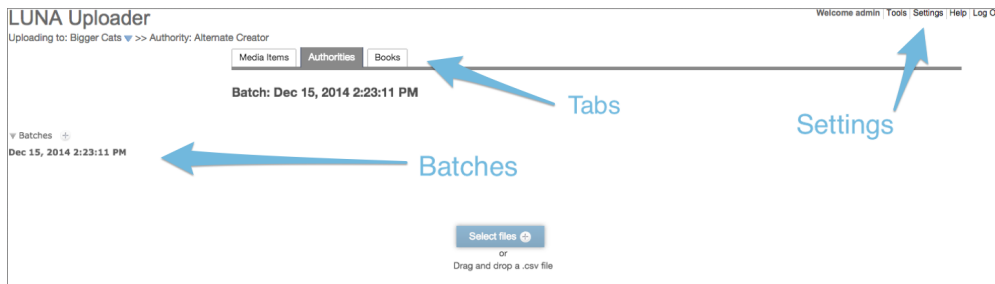 LUNA Uploader
Welcome admin | Tools | Settings | Help | Log O
Uploading to: Bigger Cats ▼ >> Authority: Alternate Creator
Media Items Authorities Books
Batch: Dec 15, 2014 2:23:11 PM
Tabs
Settings
▼ Batches +
Dec 15, 2014 2:23:11 PM
Batches
Select files +
or
Drag and drop a .csv file